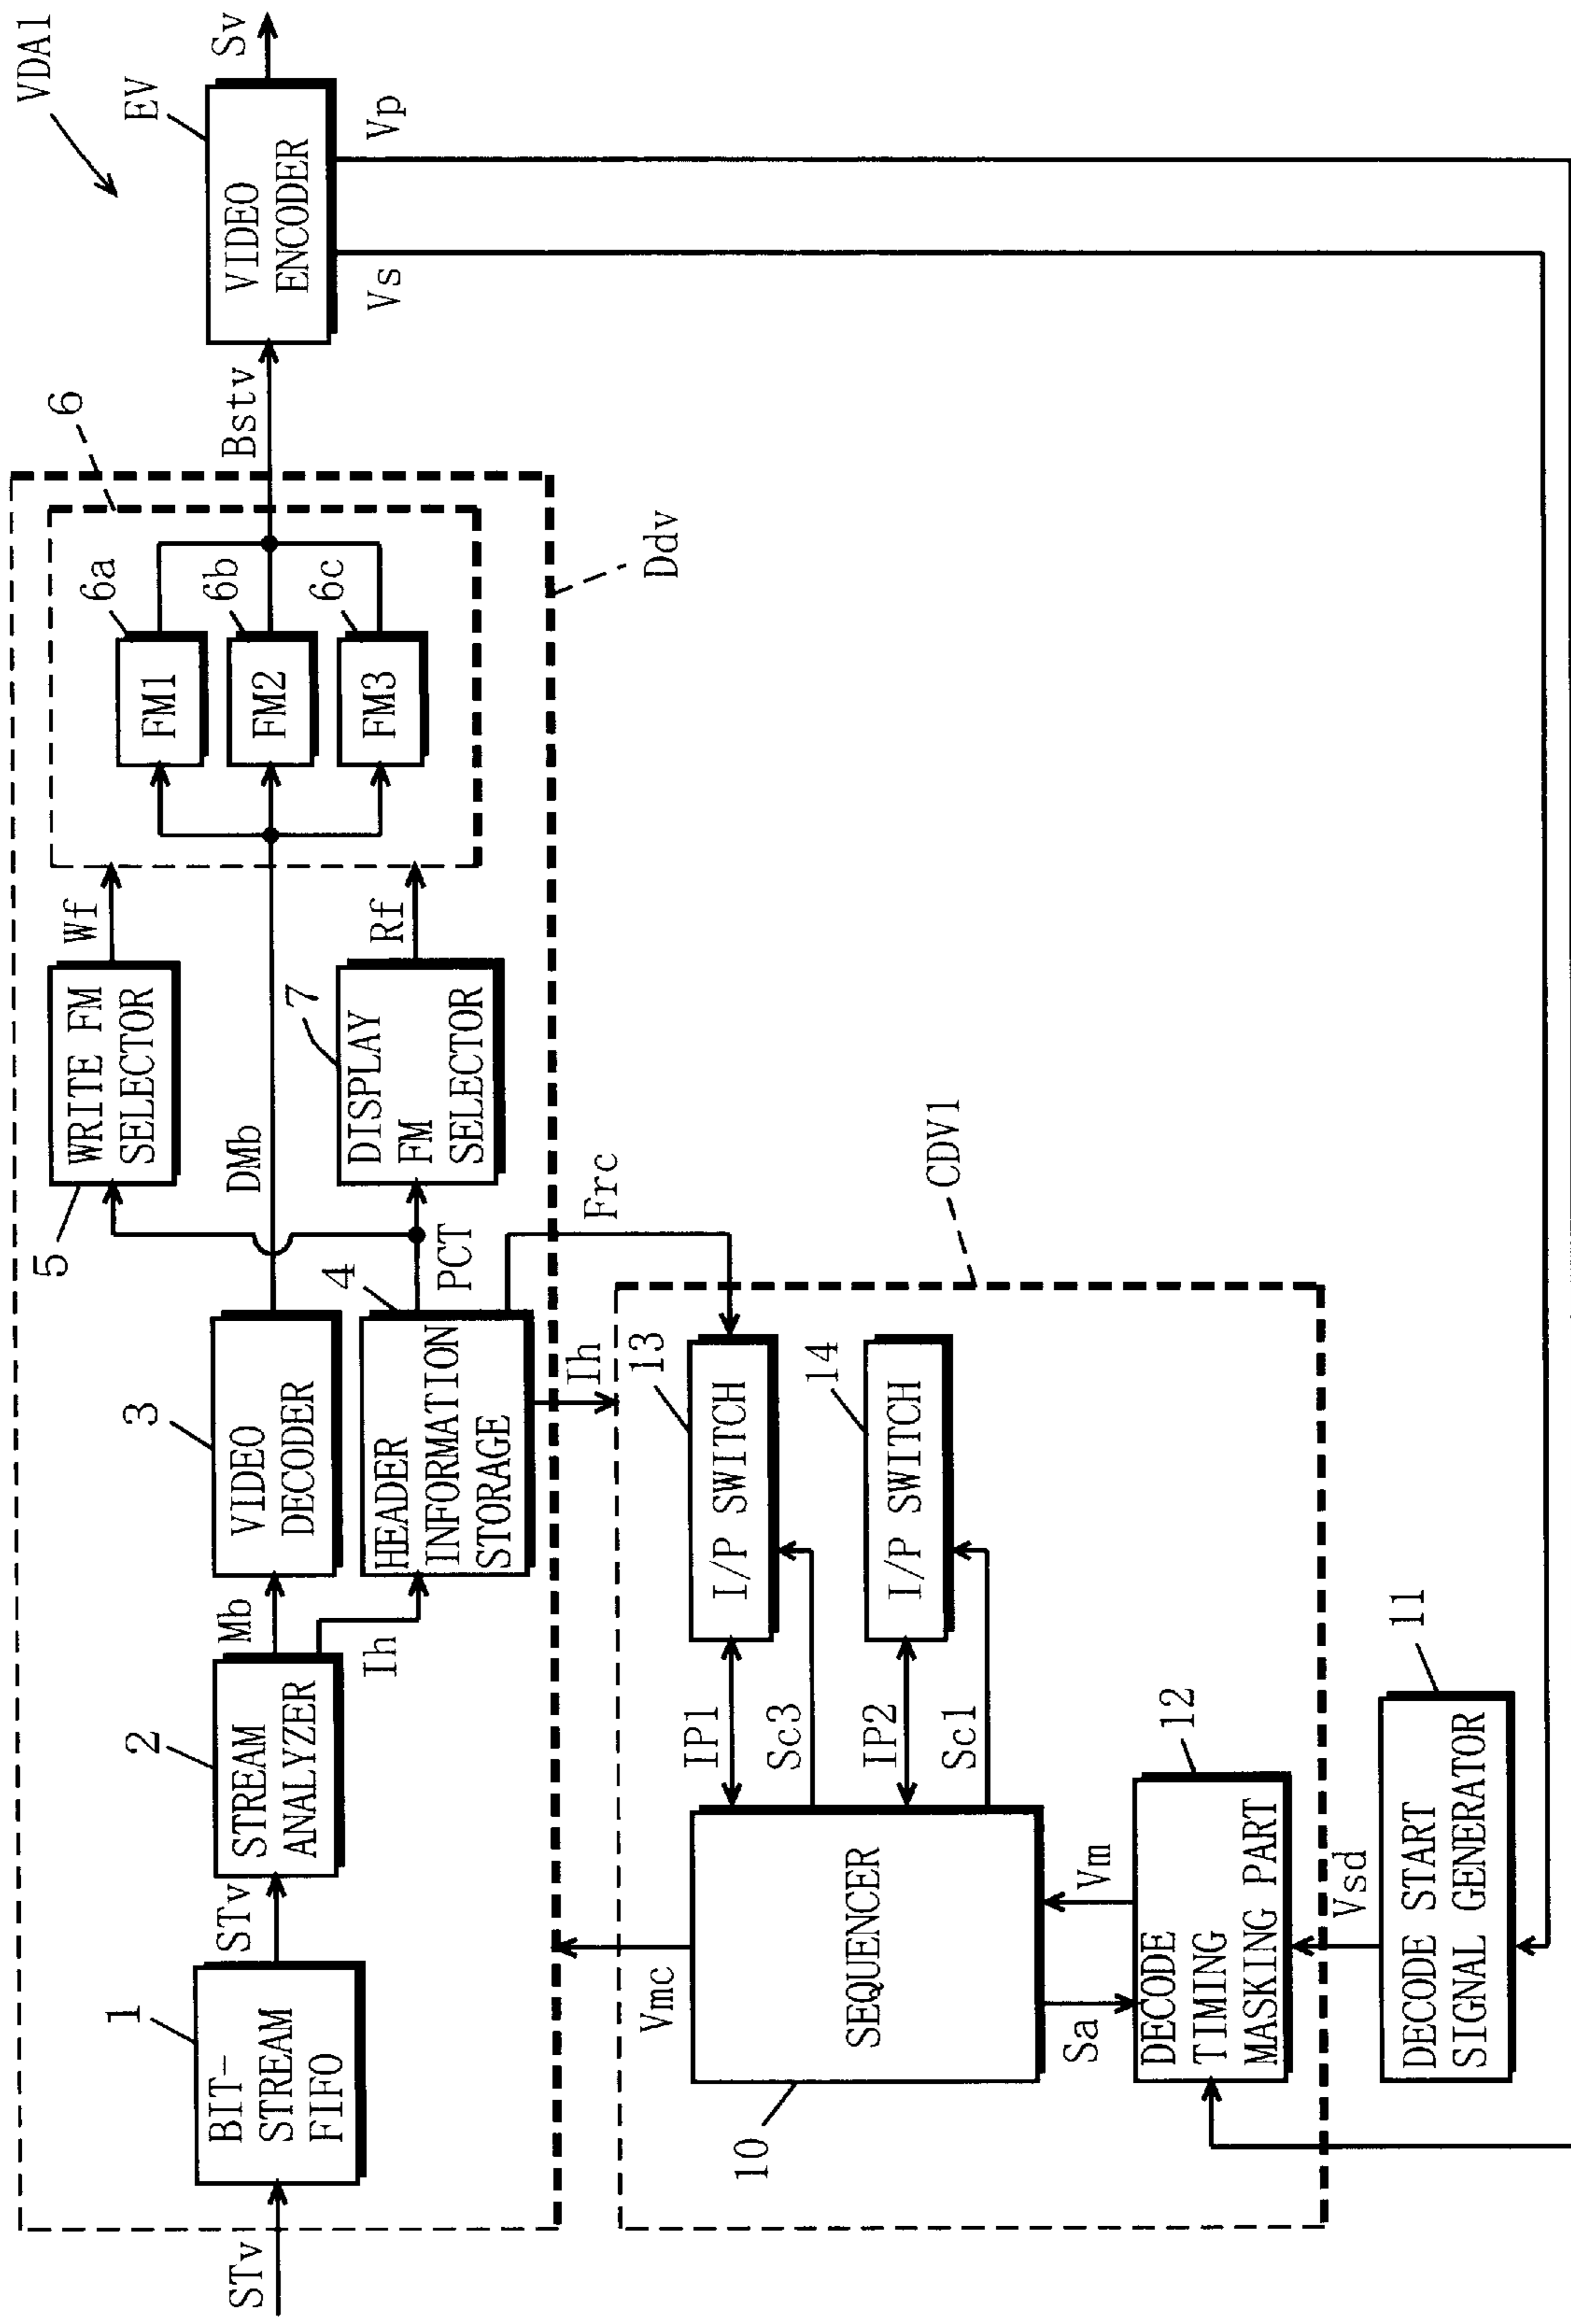 VDA1
STv
1
BIT-
STREAM
FIFO
STv
2
STREAM
ANALYZER
Mb
Ih
3
VIDEO
DECODER
4
HEADER
INFORMATION
STORAGE
PCT
DMb
5
WRITE FM
SELECTOR
Wf
7
DISPLAY
FM
SELECTOR
Rf
6
6a
FM1
6b
FM2
6c
FM3
Ddv
Bstv
EV
VIDEO
ENCODER
Sv
Vs
Vp
Ih
Frc
CDV1
Vmc
10
SEQUENCER
IP1
Sc3
IP2
Sc1
13
I/P SWITCH
14
I/P SWITCH
Sa
Vm
12
DECODE
TIMING
MASKING PART
Vsd
11
DECODE START
SIGNAL GENERATOR